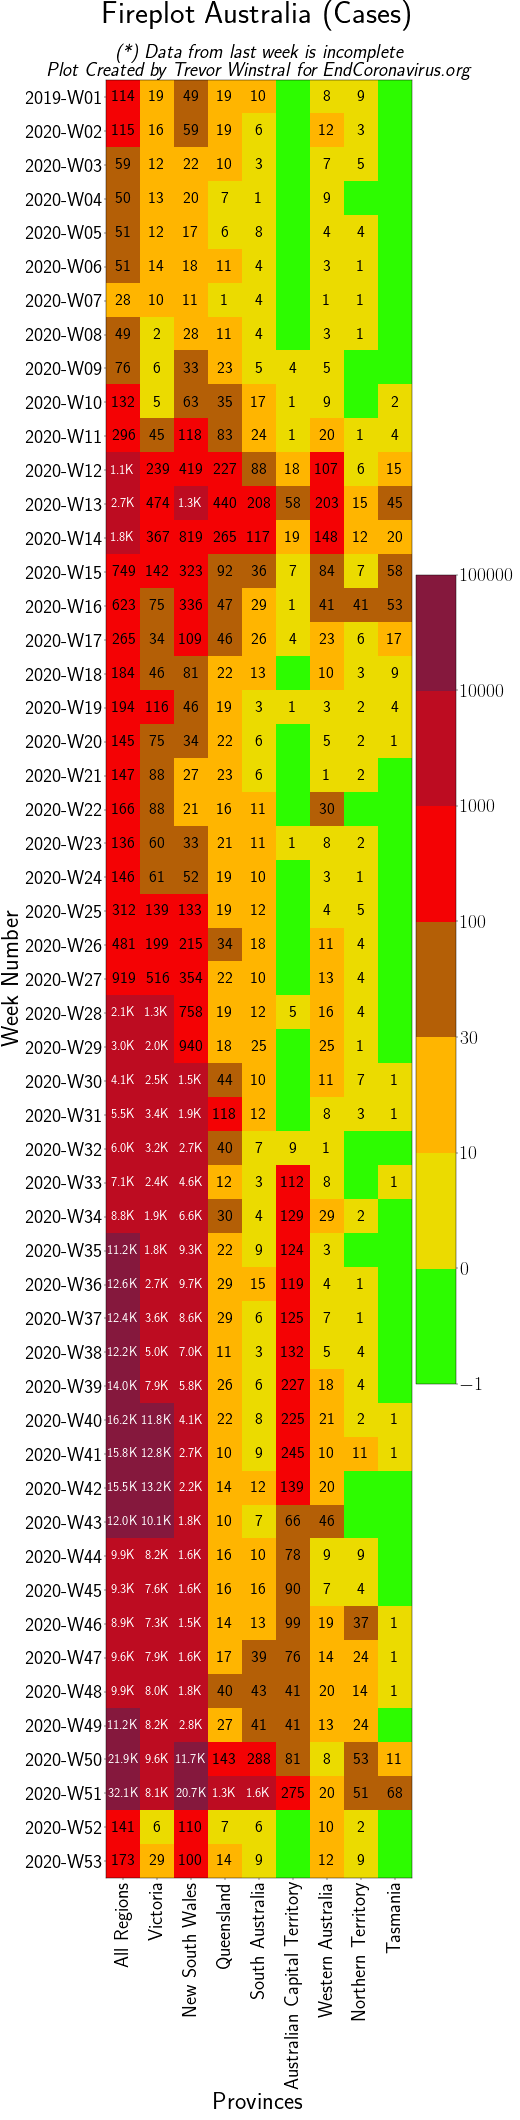 Fireplot Australia (Cases)
(*) Data from last week is incomplete
Plot Created by Trevor Winstral for EndCoronavirus.org
2019-W01 114 19 49 19 10 8 9
2020-W02 115 16 59 19 6 12 3
2020-W03 59 12 22 10 3 7 5
2020-W04 50 13 20 7 1 9
2020-W05 51 12 17 6 8 4 4
2020-W06 51 14 18 11 4 3 1
2020-W07 28 10 11 1 4 1 1
2020-W08 49 2 28 11 4 3 1
2020-W09 76 6 33 23 5 4 5
2020-W10 132 5 63 35 17 1 9 2
2020-W11 296 45 118 83 24 1 20 1 4
2020-W12 1.1K 239 419 227 88 18 107 6 15
2020-W13 2.7K 474 1.3K 440 208 58 203 15 45
2020-W14 1.8K 367 819 265 117 19 148 12 20
2020-W15 749 142 323 92 36 7 84 7 58
2020-W16 623 75 336 47 29 1 41 41 53
2020-W17 265 34 109 46 26 4 23 6 17
2020-W18 184 46 81 22 13 10 3 9
2020-W19 194 116 46 19 3 1 3 2 4
2020-W20 145 75 34 22 6 5 2 1
2020-W21 147 88 27 23 6 1 2
2020-W22 166 88 21 16 11 30
2020-W23 136 60 33 21 11 1 8 2
2020-W24 146 61 52 19 10 3 1
2020-W25 312 139 133 19 12 4 5
2020-W26 481 199 215 34 18 11 4
2020-W27 919 516 354 22 10 13 4
2020-W28 2.1K 1.3K 758 19 12 5 16 4
2020-W29 3.0K 2.0K 940 18 25 25 1
2020-W30 4.1K 2.5K 1.5K 44 10 11 7 1
2020-W31 5.5K 3.4K 1.9K 118 12 8 3 1
2020-W32 6.0K 3.2K 2.7K 40 7 9 1
2020-W33 7.1K 2.4K 4.6K 12 3 112 8 1
2020-W34 8.8K 1.9K 6.6K 30 4 129 29 2
2020-W35 11.2K 1.8K 9.3K 22 9 124 3
2020-W36 12.6K 2.7K 9.7K 29 15 119 4 1
2020-W37 12.4K 3.6K 8.6K 29 6 125 7 1
2020-W38 12.2K 5.0K 7.0K 11 3 132 5 4
2020-W39 14.0K 7.9K 5.8K 26 6 227 18 4
2020-W40 16.2K 11.8K 4.1K 22 8 225 21 2 1
2020-W41 15.8K 12.8K 2.7K 10 9 245 10 11 1
2020-W42 15.5K 13.2K 2.2K 14 12 139 20
2020-W43 12.0K 10.1K 1.8K 10 7 66 46
2020-W44 9.9K 8.2K 1.6K 16 10 78 9 9
2020-W45 9.3K 7.6K 1.6K 16 16 90 7 4
2020-W46 8.9K 7.3K 1.5K 14 13 99 19 37 1
2020-W47 9.6K 7.9K 1.6K 17 39 76 14 24 1
2020-W48 9.9K 8.0K 1.8K 40 43 41 20 14 1
2020-W49 11.2K 8.2K 2.8K 27 41 41 13 24
2020-W50 21.9K 9.6K 11.7K 143 288 81 8 53 11
2020-W51 32.1K 8.1K 20.7K 1.3K 1.6K 275 20 51 68
2020-W52 141 6 110 7 6 10 2
2020-W53 173 29 100 14 9 12 9
Week Number
All Regions
Victoria
New South Wales
Queensland
South Australia
Australian Capital Territory
Western Australia
Northern Territory
Tasmania
Provinces
100000
10000
1000
100
30
10
0
−1